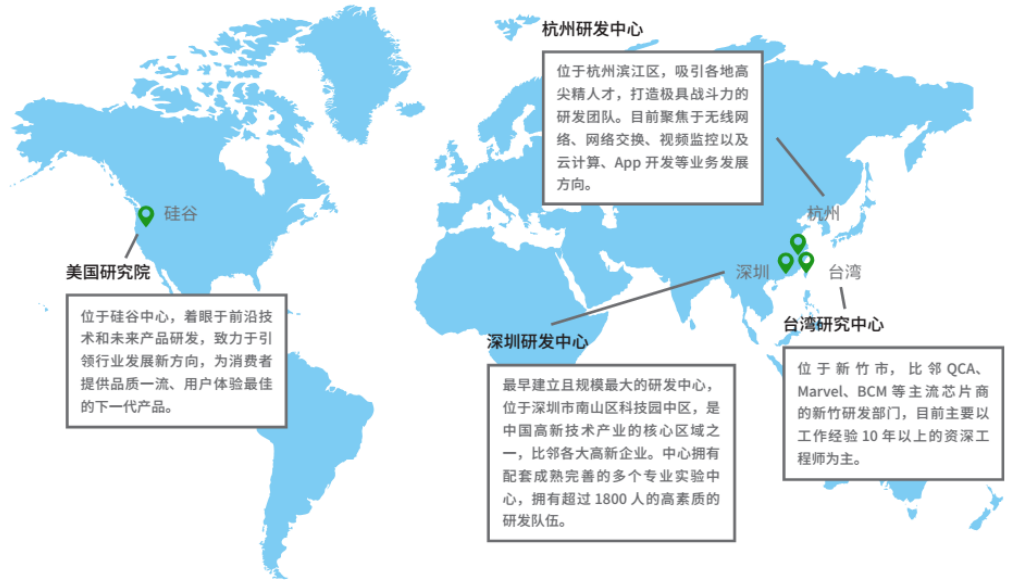 杭州研发中心
位于杭州滨江区，吸引各地高
尖精人才，打造极具战斗力的
研发团队。目前聚焦于无线网
络、网络交换、视频监控以及
云计算、App 开发等业务发展
方向。
杭州
硅谷
美国研究院
位于硅谷中心，着眼于前沿技
术和未来产品研发，致力于引
领行业发展新方向，为消费者
提供品质一流、用户体验最佳
的下一代产品。
深圳
台湾
深圳研发中心
最早建立且规模最大的研发中心，
位于深圳市南山区科技园中区，是
中国高新技术产业的核心区域之
一，比邻各大高新企业。中心拥有
配套成熟完善的多个专业实验中
心，拥有超过 1800 人的高素质的
研发队伍。
台湾研究中心
位于新竹市，比邻 QCA、
Marvel、BCM 等主流芯片商
的新竹研发部门，目前主要以
工作经验 10 年以上的资深工
程师为主。